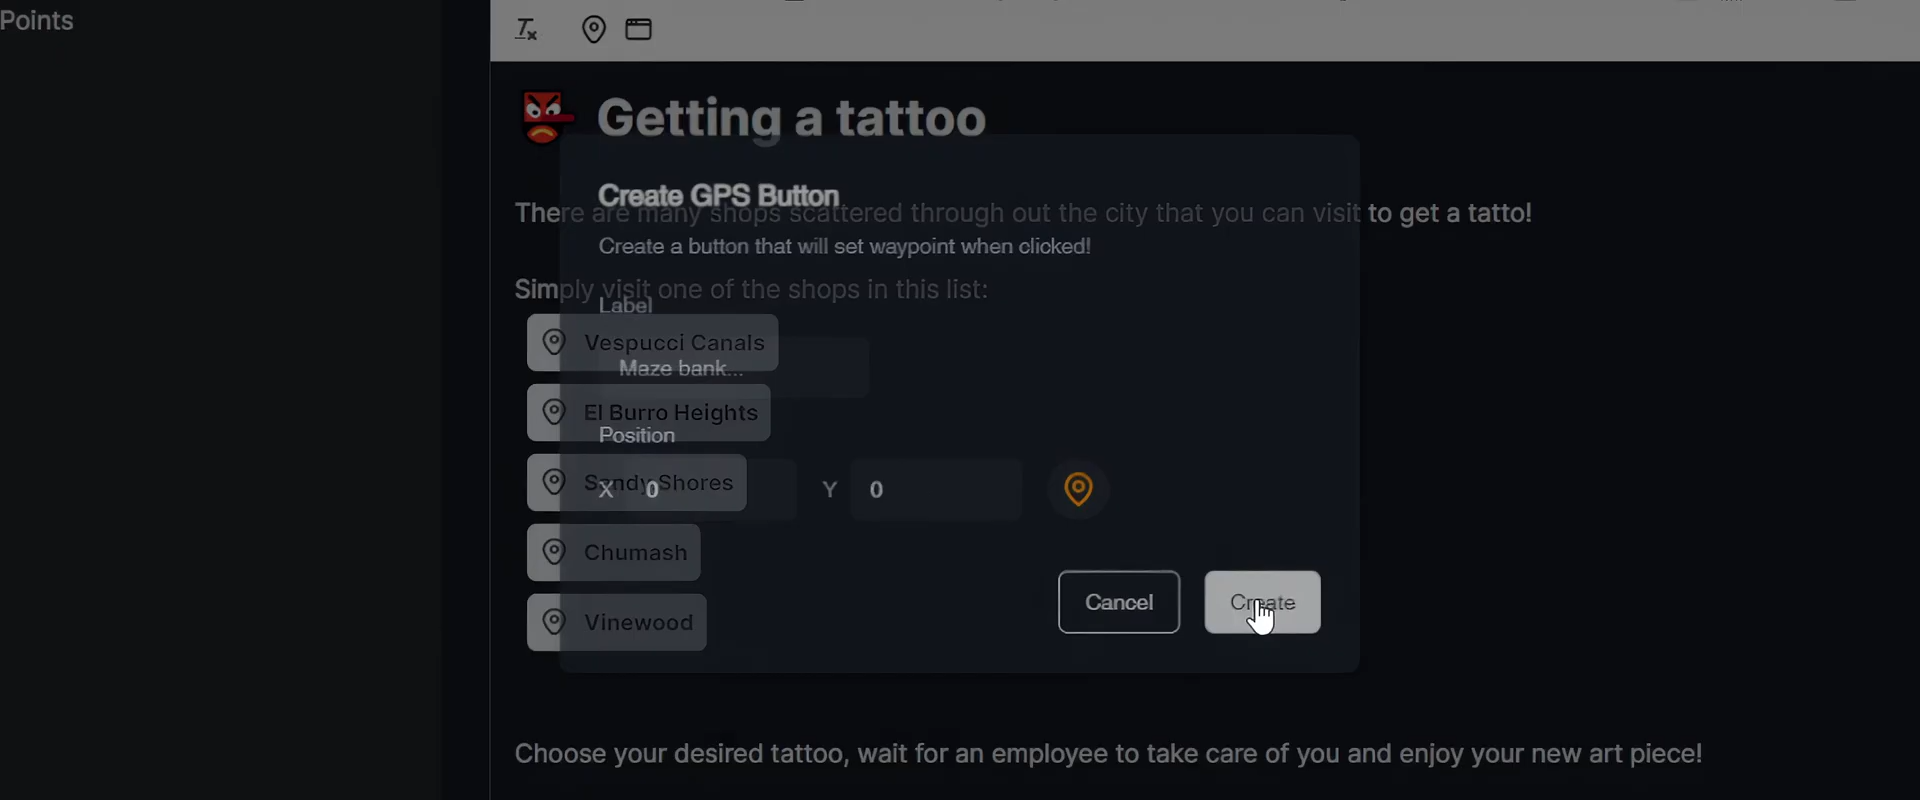 Points
Getting a tattoo
Create GPS Button
There are many shops scattered through out the city that you can visit to get a tatto!
Create a button that will set waypoint when clicked!
Simply visit one of the shops in this list:
Label
Vespucci Canals
Maze bank...
El Burro Heights
Position
Sandy Shores
X 0 Y 0
Chumash
Cancel Create
Vinewood
Choose your desired tattoo, wait for an employee to take care of you and enjoy your new art piece!